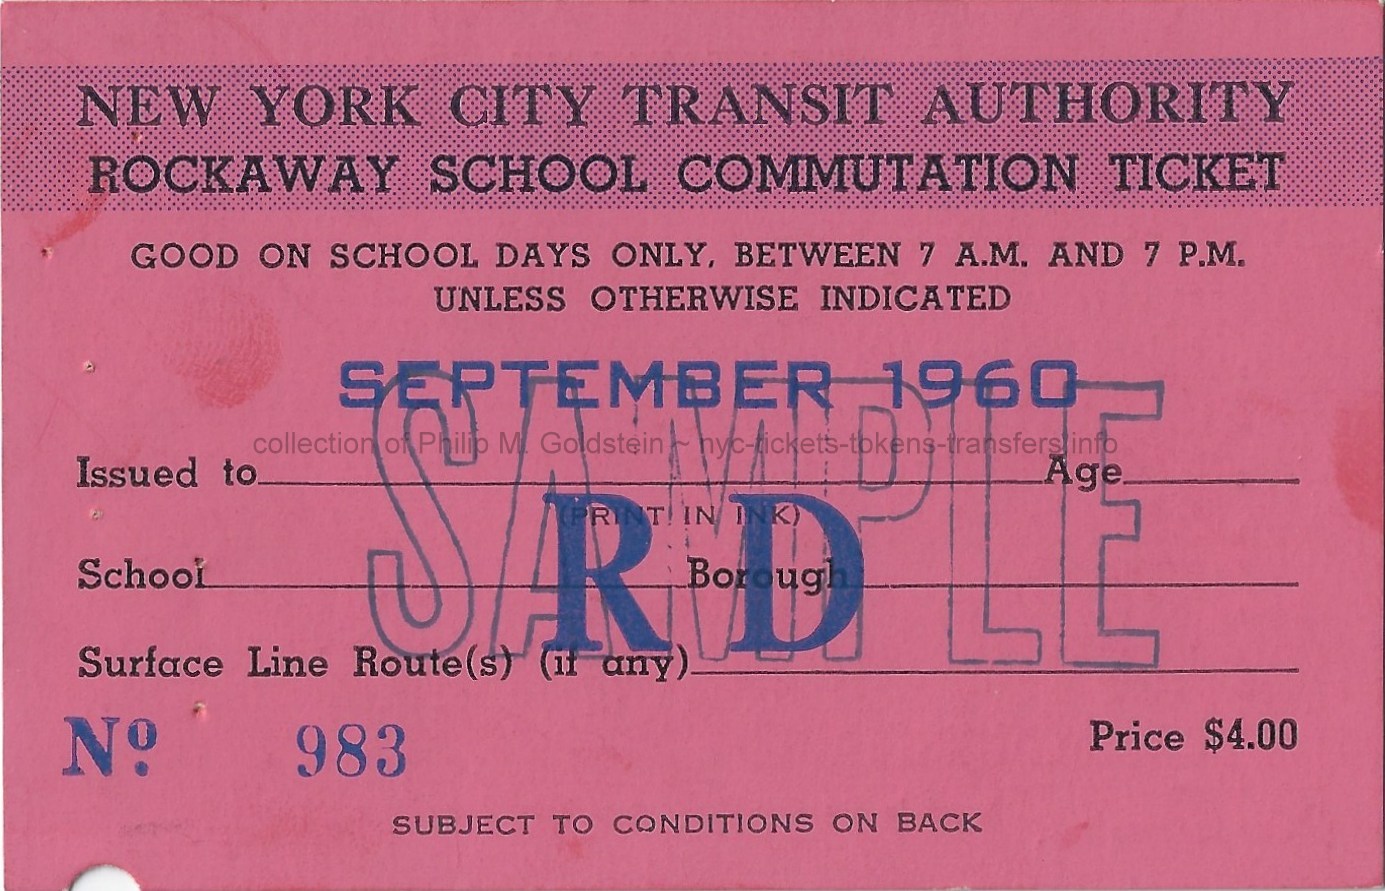 NEW YORK CITY TRANSIT AUTHORITY
ROCKAWAY SCHOOL COMMUTATION TICKET
GOOD ON SCHOOL DAYS ONLY, BETWEEN 7 A.M. AND 7 P.M.
UNLESS OTHERWISE INDICATED
SEPTEMBER 1960
SAMPLE
collection of Philip M. Goldstein ~ nyc-tickets-tokens-transfers.info
Issued to Age
(PRINT IN INK)
R D
School Borough
Surface Line Route(s) (if any)
Nº 983 Price $4.00
SUBJECT TO CONDITIONS ON BACK